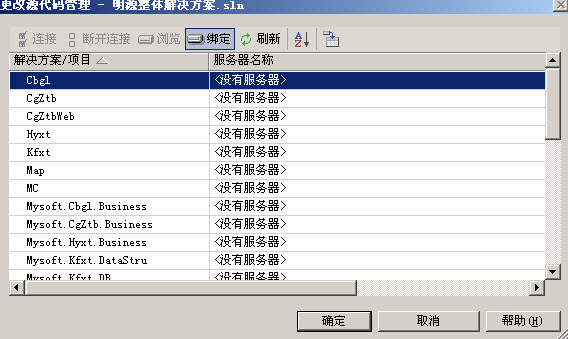 更改源代码管理 - 明源整体解决方案.sln
连接 断开连接 浏览 绑定 刷新
解决方案/项目 服务器名称
Cbgl <没有服务器>
CgZtb <没有服务器>
CgZtbWeb <没有服务器>
Hyxt <没有服务器>
Kfxt <没有服务器>
Map <没有服务器>
MC <没有服务器>
Mysoft.Cbgl.Business <没有服务器>
Mysoft.CgZtb.Business <没有服务器>
Mysoft.Hyxt.Business <没有服务器>
Mysoft.Kfxt.DataStru <没有服务器>
Mysoft.Kfxt.DB <没有服务器>
确定 取消 帮助(H)